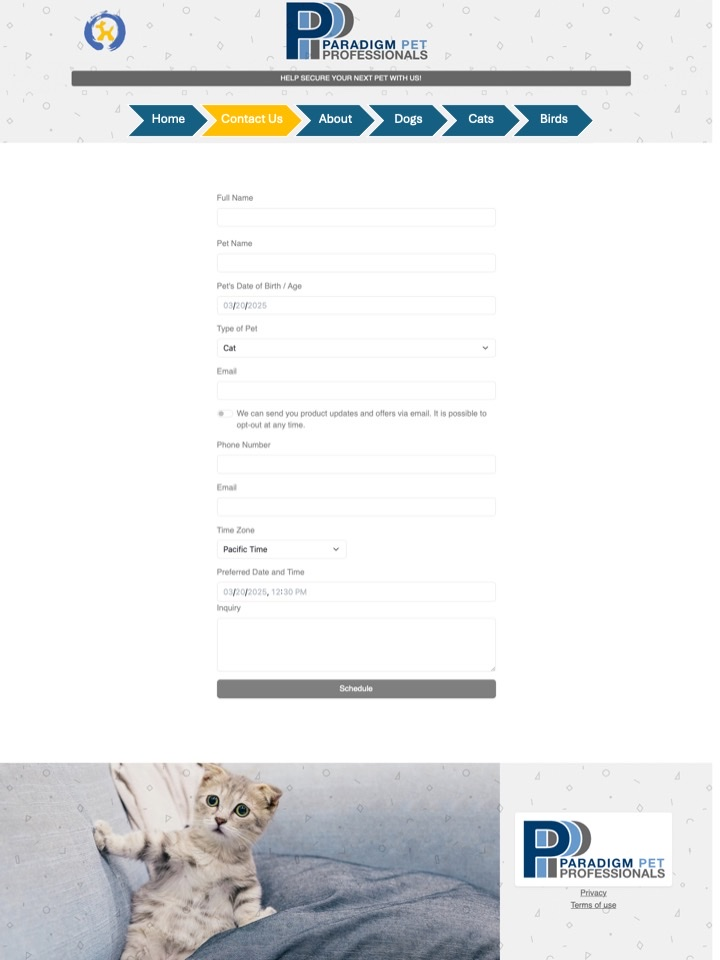 PARADIGM PET
PROFESSIONALS
HELP SECURE YOUR NEXT PET WITH US!
Home
Contact Us
About
Dogs
Cats
Birds
Full Name
Pet Name
Pet's Date of Birth / Age
03/20/2025
Type of Pet
Cat
Email
We can send you product updates and offers via email. It is possible to
opt-out at any time.
Phone Number
Email
Time Zone
Pacific Time
Preferred Date and Time
03/20/2025, 12:30 PM
Inquiry
Schedule
PARADIGM PET
PROFESSIONALS
Privacy
Terms of use